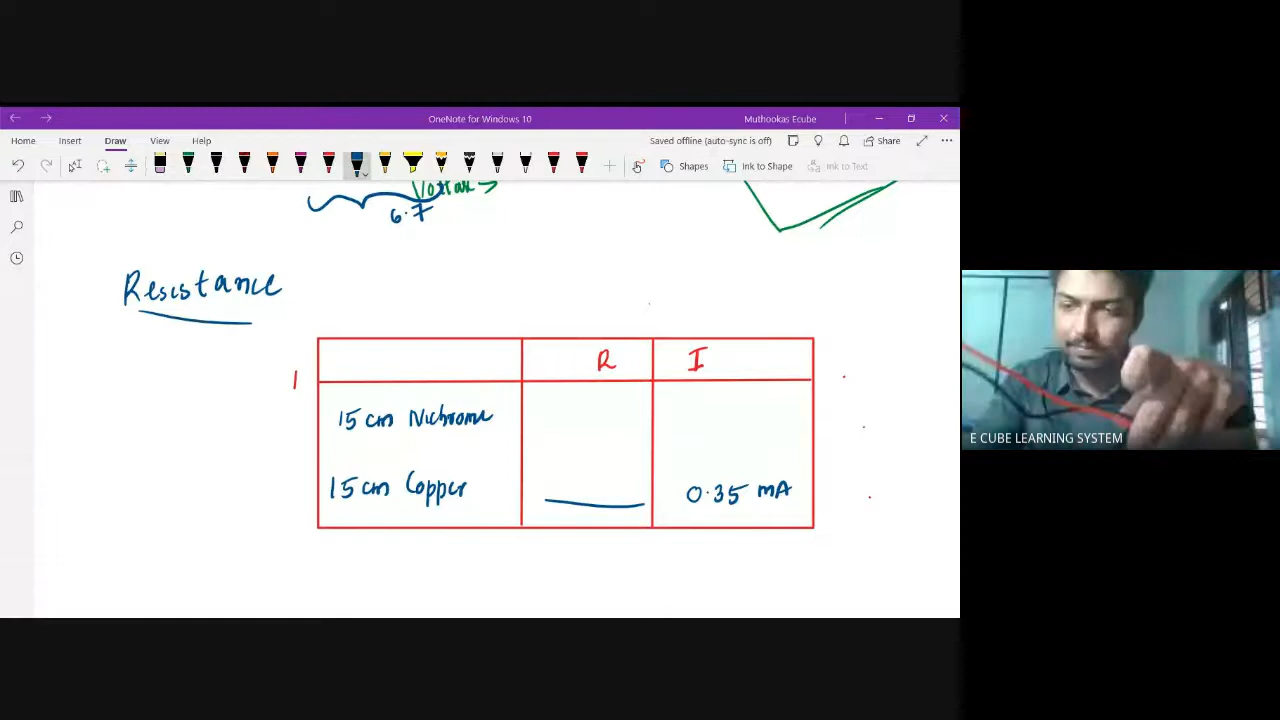 OneNote for Windows 10
Muthookas Ecube
Home Insert Draw View Help
Saved offline (auto-sync is off)
Share
Shapes
Ink to Shape
Ink to Text
6.7
Resistance
R I
1
15 cm Nichrome
15 cm Copper 0.35 mA
E CUBE LEARNING SYSTEM